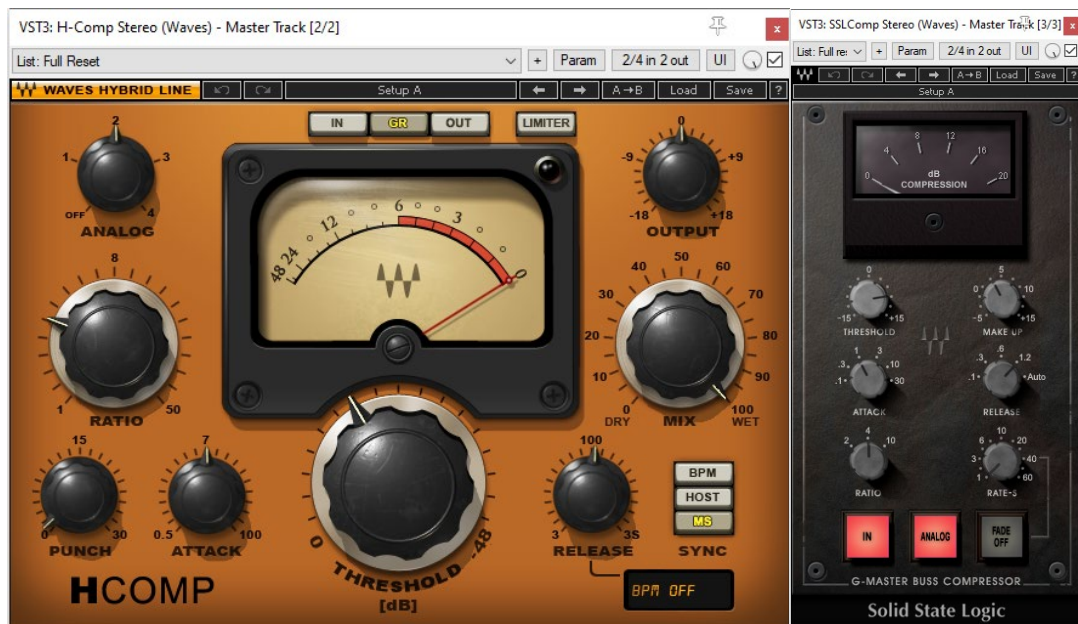 VST3: H-Comp Stereo (Waves) - Master Track [2/2]
x
List: Full Reset
+
Param
2/4 in 2 out
UI
WAVES HYBRID LINE
Setup A
A→B
Load
Save
?
IN
GR
OUT
LIMITER
2
1
3
OFF
4
ANALOG
0
-9
+9
-18
+18
OUTPUT
48
24
12
6
3
0
8
1
50
RATIO
50
40
60
30
70
20
80
10
90
0
100
DRY
MIX
WET
15
0
30
PUNCH
7
0.5
100
ATTACK
0
-48
THRESHOLD
[dB]
100
3
3S
RELEASE
BPM
HOST
MS
SYNC
BPM OFF
HCOMP
VST3: SSLComp Stereo (Waves) - Master Track [3/3]
x
List: Full re:
+
Param
2/4 in 2 out
UI
A→B
Load
Save
?
Setup A
0
4
8
12
16
20
dB
COMPRESSION
0
-15
+15
THRESHOLD
5
0
10
-5
+15
MAKE UP
1
3
.3
10
.1
30
ATTACK
.6
.3
1.2
.1
Auto
RELEASE
4
2
10
RATIO
10
6
20
3
40
1
60
RATE-S
IN
ANALOG
FADE
OFF
G-MASTER BUSS COMPRESSOR
Solid State Logic